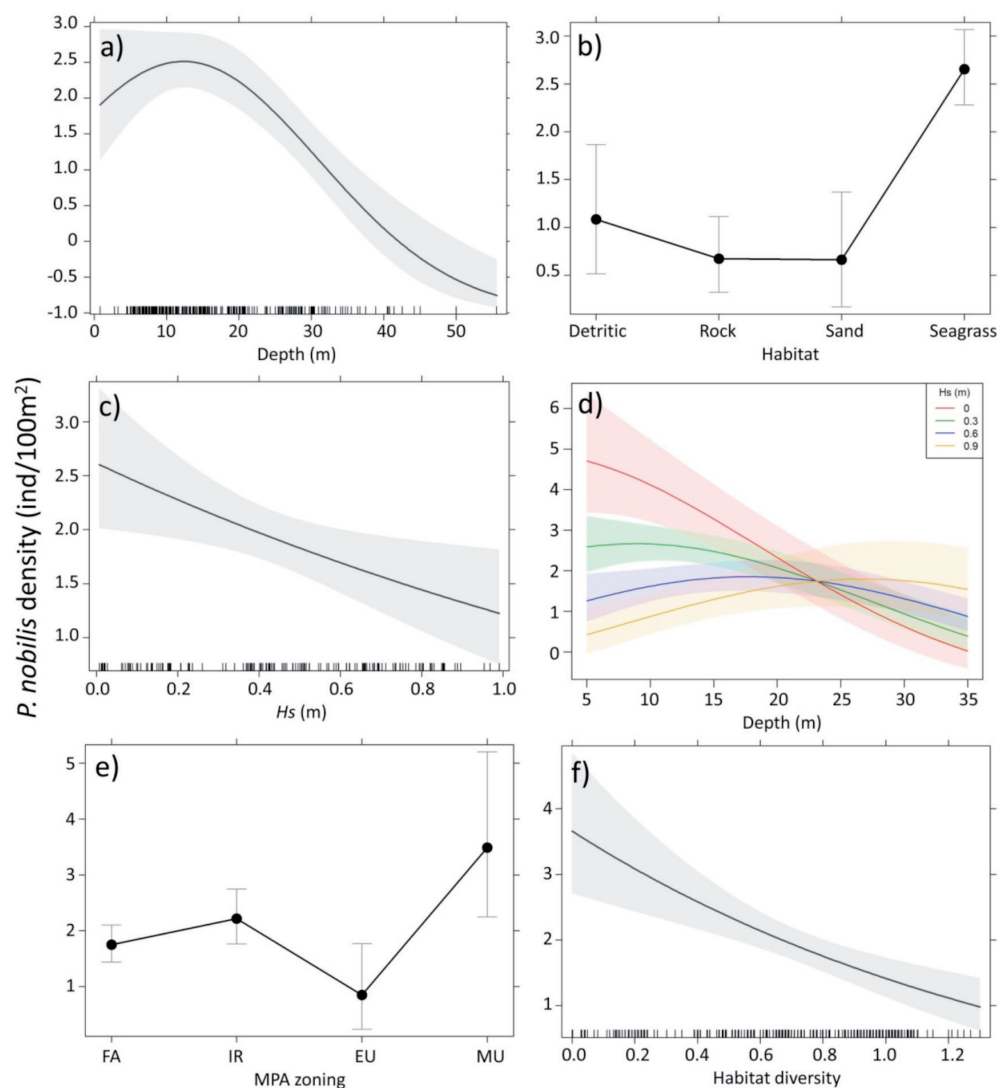 a)
3.0
2.5
2.0
1.5
1.0
0
-0.5
-1.0
0 10 20 30 40 50
Depth (m)
b)
3.0
2.5
2.0
1.5
1.0
0.5
Detritic Rock Sand Seagrass
Habitat
P. nobilis density (ind/100m²)
c)
3.0
2.5
2.0
1.5
1.0
0.0 0.2 0.4 0.6 0.8 1.0
Hs (m)
d)
Hs (m)
0
0.3
0.6
0.9
6
5
4
3
2
1
0
5 10 15 20 25 30 35
Depth (m)
e)
5
4
3
2
1
FA IR EU MU
MPA zoning
f)
4
3
2
1
0.0 0.2 0.4 0.6 0.8 1.0 1.2
Habitat diversity